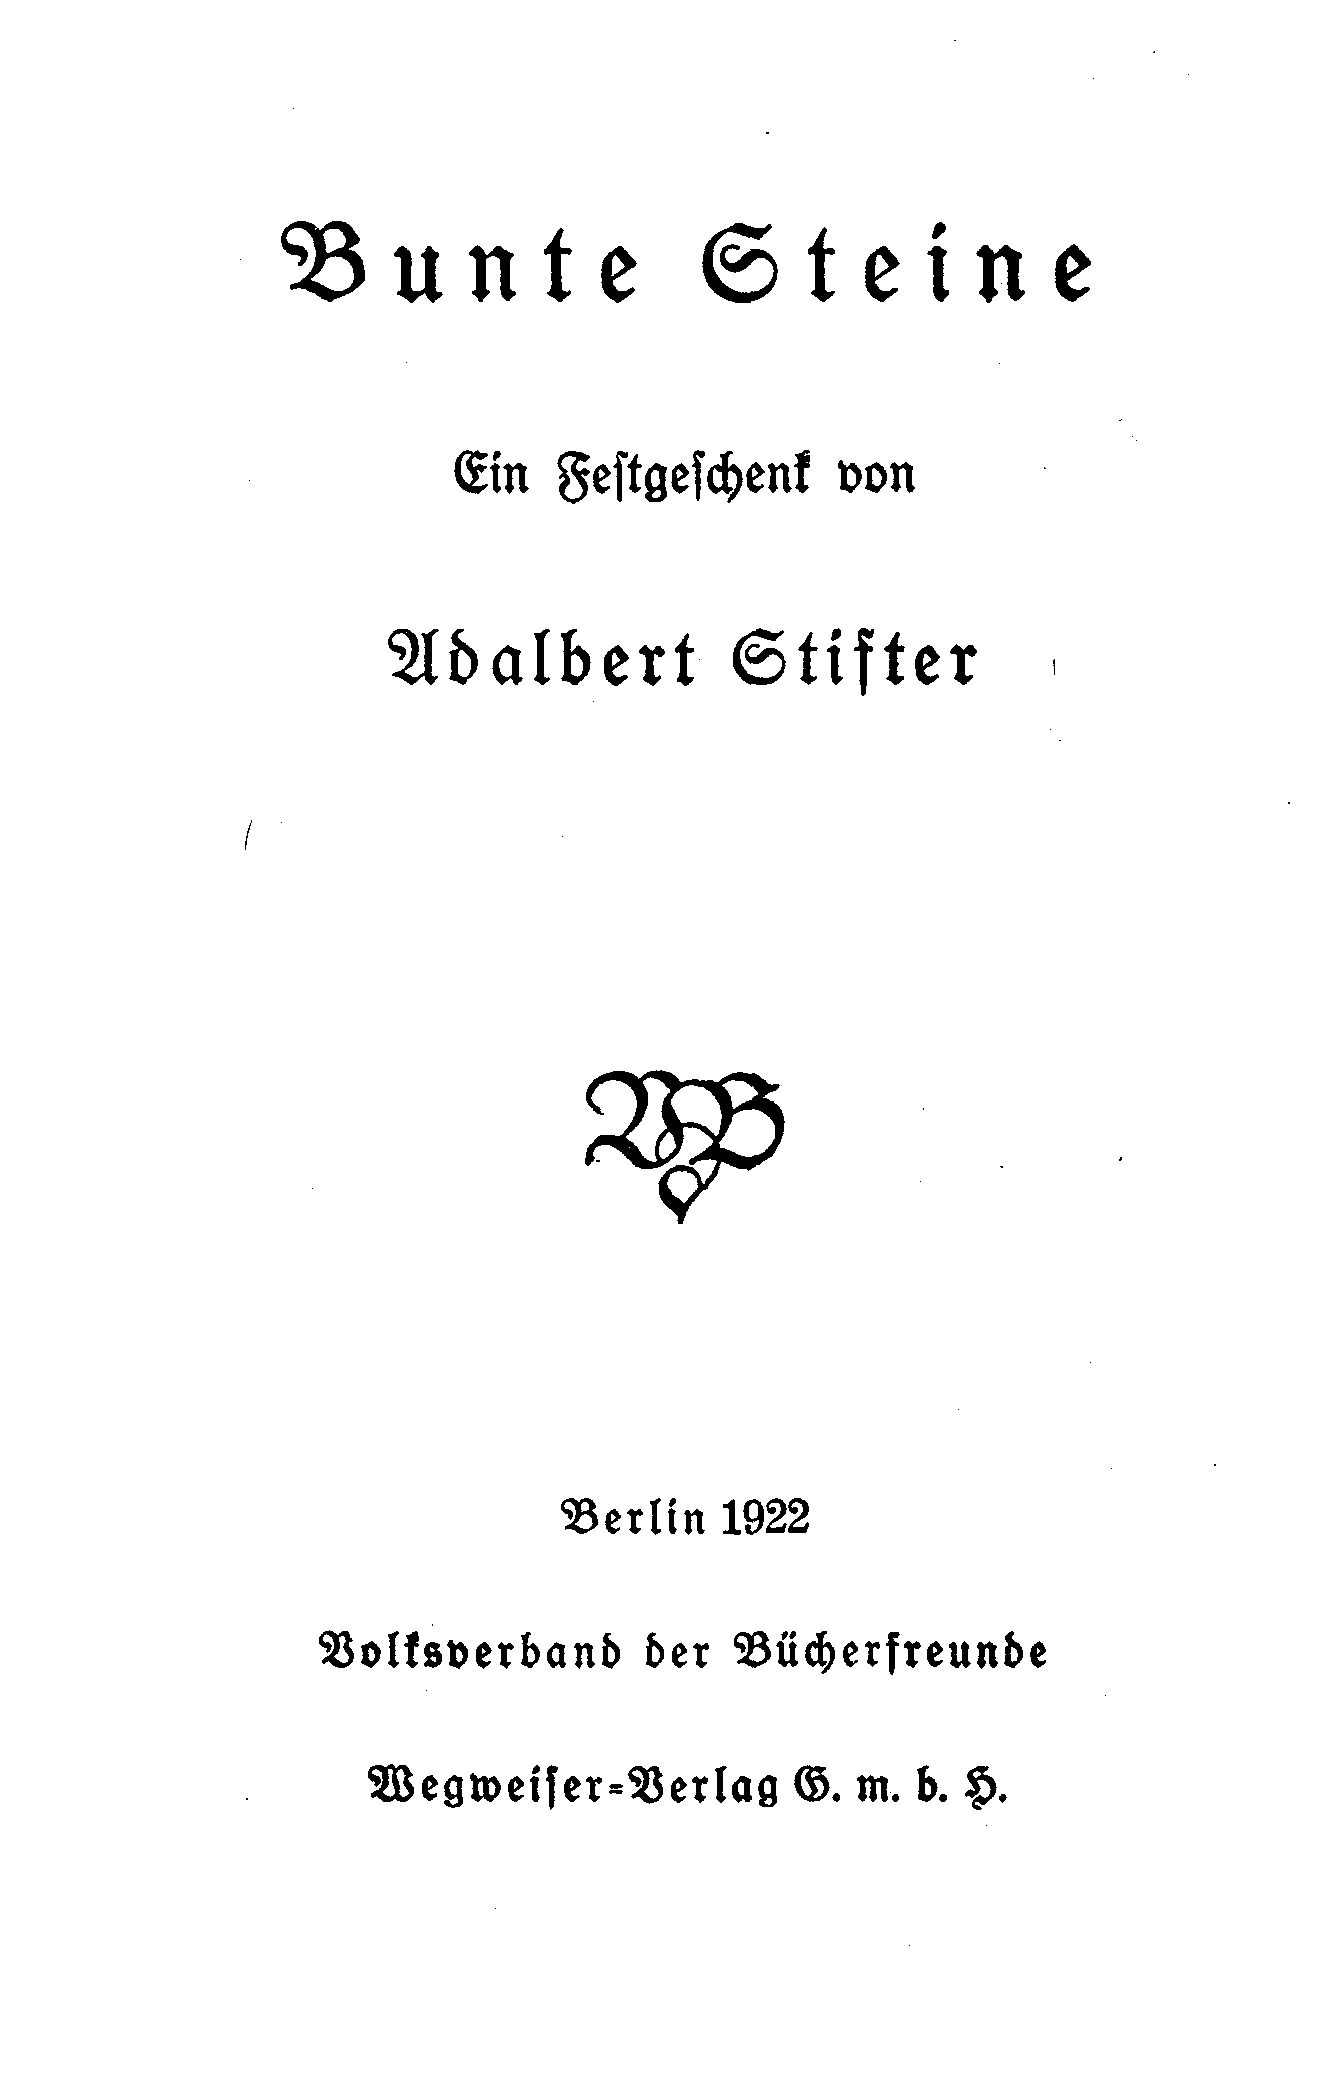 Bunte Steine
Ein Feſtgeſchenk von
Adalbert Stifter
VB
Berlin 1922
Volksverband der Bücherfreunde
Wegweiſer-Verlag G. m. b. H.